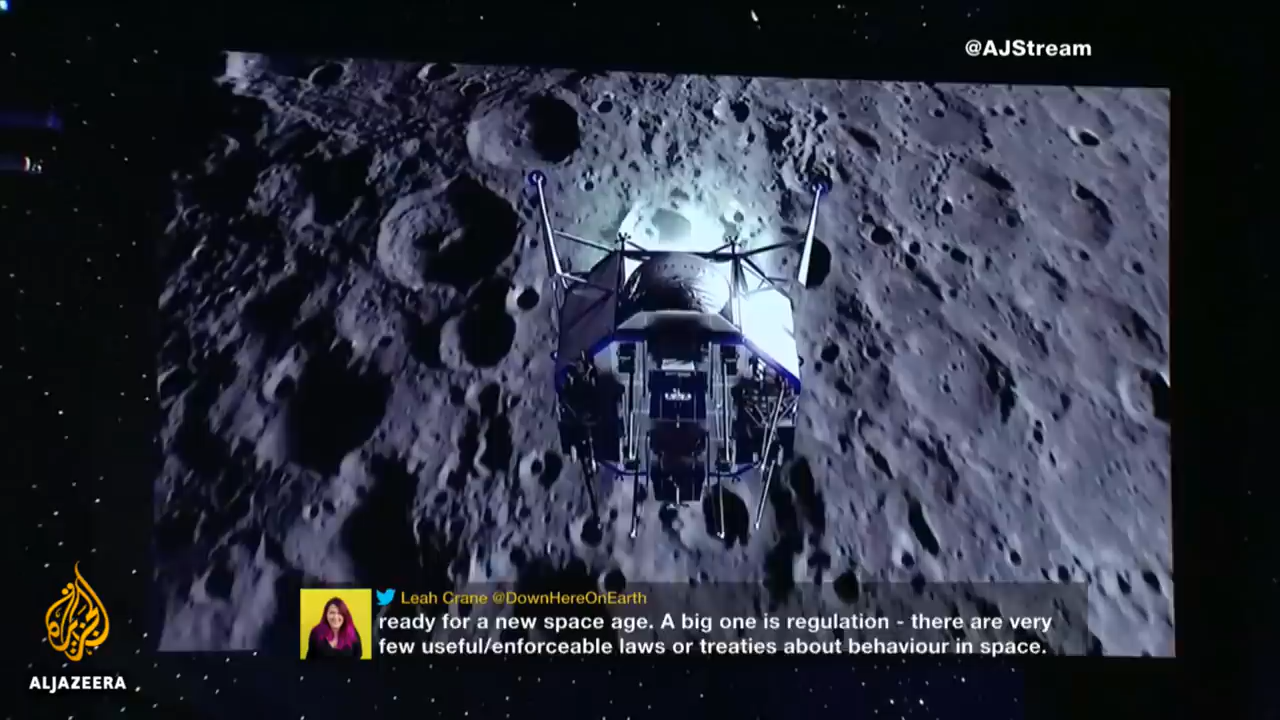 @AJStream
Leah Crane @DownHereOnEarth
ready for a new space age. A big one is regulation - there are very
few useful/enforceable laws or treaties about behaviour in space.
ALJAZEERA